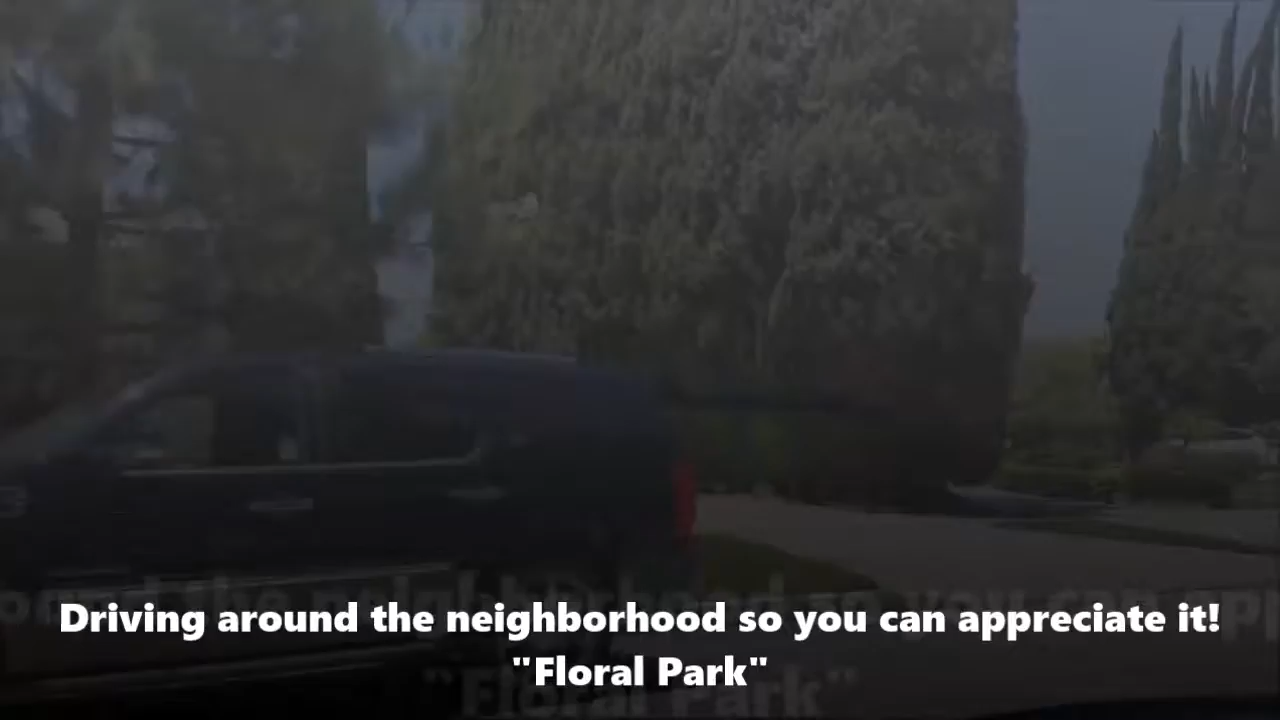 Driving around the neighborhood so you can appreciate it!
"Floral Park"